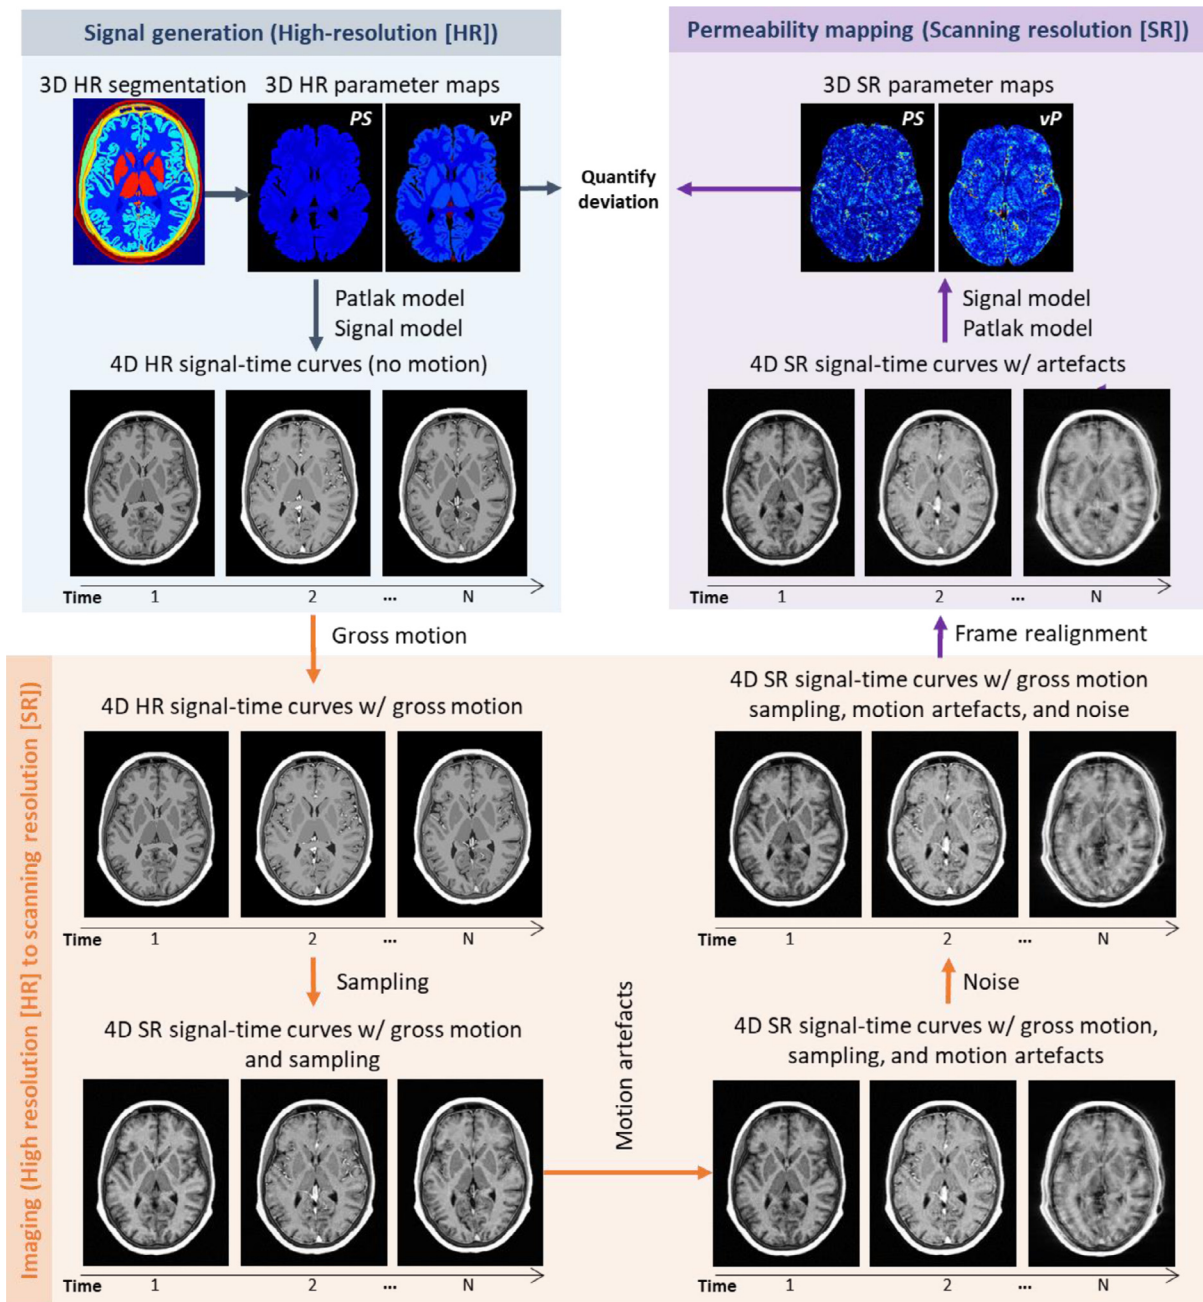 Signal generation (High-resolution [HR])
3D HR segmentation
3D HR parameter maps
PS
vP
Patlak model
Signal model
4D HR signal-time curves (no motion)
Time 1 2 ... N
Gross motion
Quantify
deviation
Permeability mapping (Scanning resolution [SR])
3D SR parameter maps
PS
vP
Signal model
Patlak model
4D SR signal-time curves w/ artefacts
Time 1 2 ... N
Frame realignment
Imaging (High resolution [HR] to scanning resolution [SR])
4D HR signal-time curves w/ gross motion
Time 1 2 ... N
Sampling
4D SR signal-time curves w/ gross motion
and sampling
Time 1 2 ... N
Motion artefacts
4D SR signal-time curves w/ gross motion
sampling, motion artefacts, and noise
Time 1 2 ... N
Noise
4D SR signal-time curves w/ gross motion,
sampling, and motion artefacts
Time 1 2 ... N